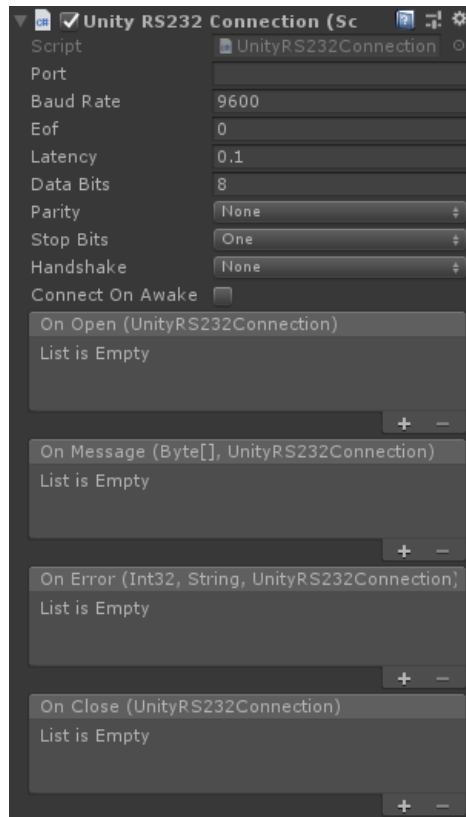 Unity RS232 Connection (Sc
Script UnityRS232Connection
Port
Baud Rate 9600
Eof 0
Latency 0.1
Data Bits 8
Parity None
Stop Bits One
Handshake None
Connect On Awake
On Open (UnityRS232Connection)
List is Empty
+ −
On Message (Byte[], UnityRS232Connection)
List is Empty
+ −
On Error (Int32, String, UnityRS232Connection)
List is Empty
+ −
On Close (UnityRS232Connection)
List is Empty
+ −